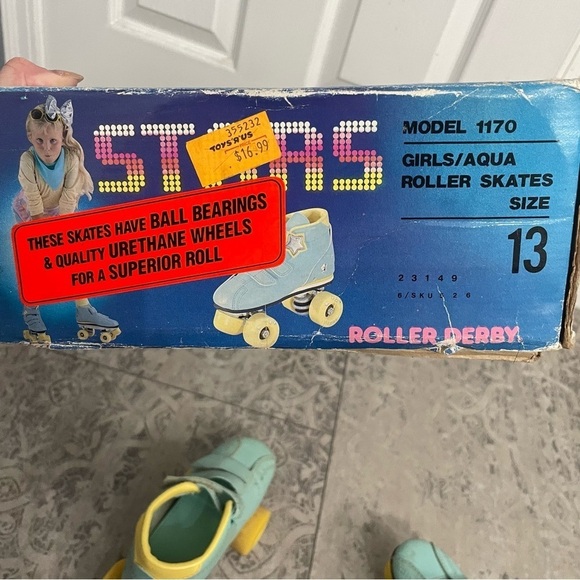 STARS
355232
TOYS"R"US
$16.99
THESE SKATES HAVE BALL BEARINGS
& QUALITY URETHANE WHEELS
FOR A SUPERIOR ROLL
MODEL 1170
GIRLS/AQUA
ROLLER SKATES
SIZE
13
23149
ROLLER DERBY